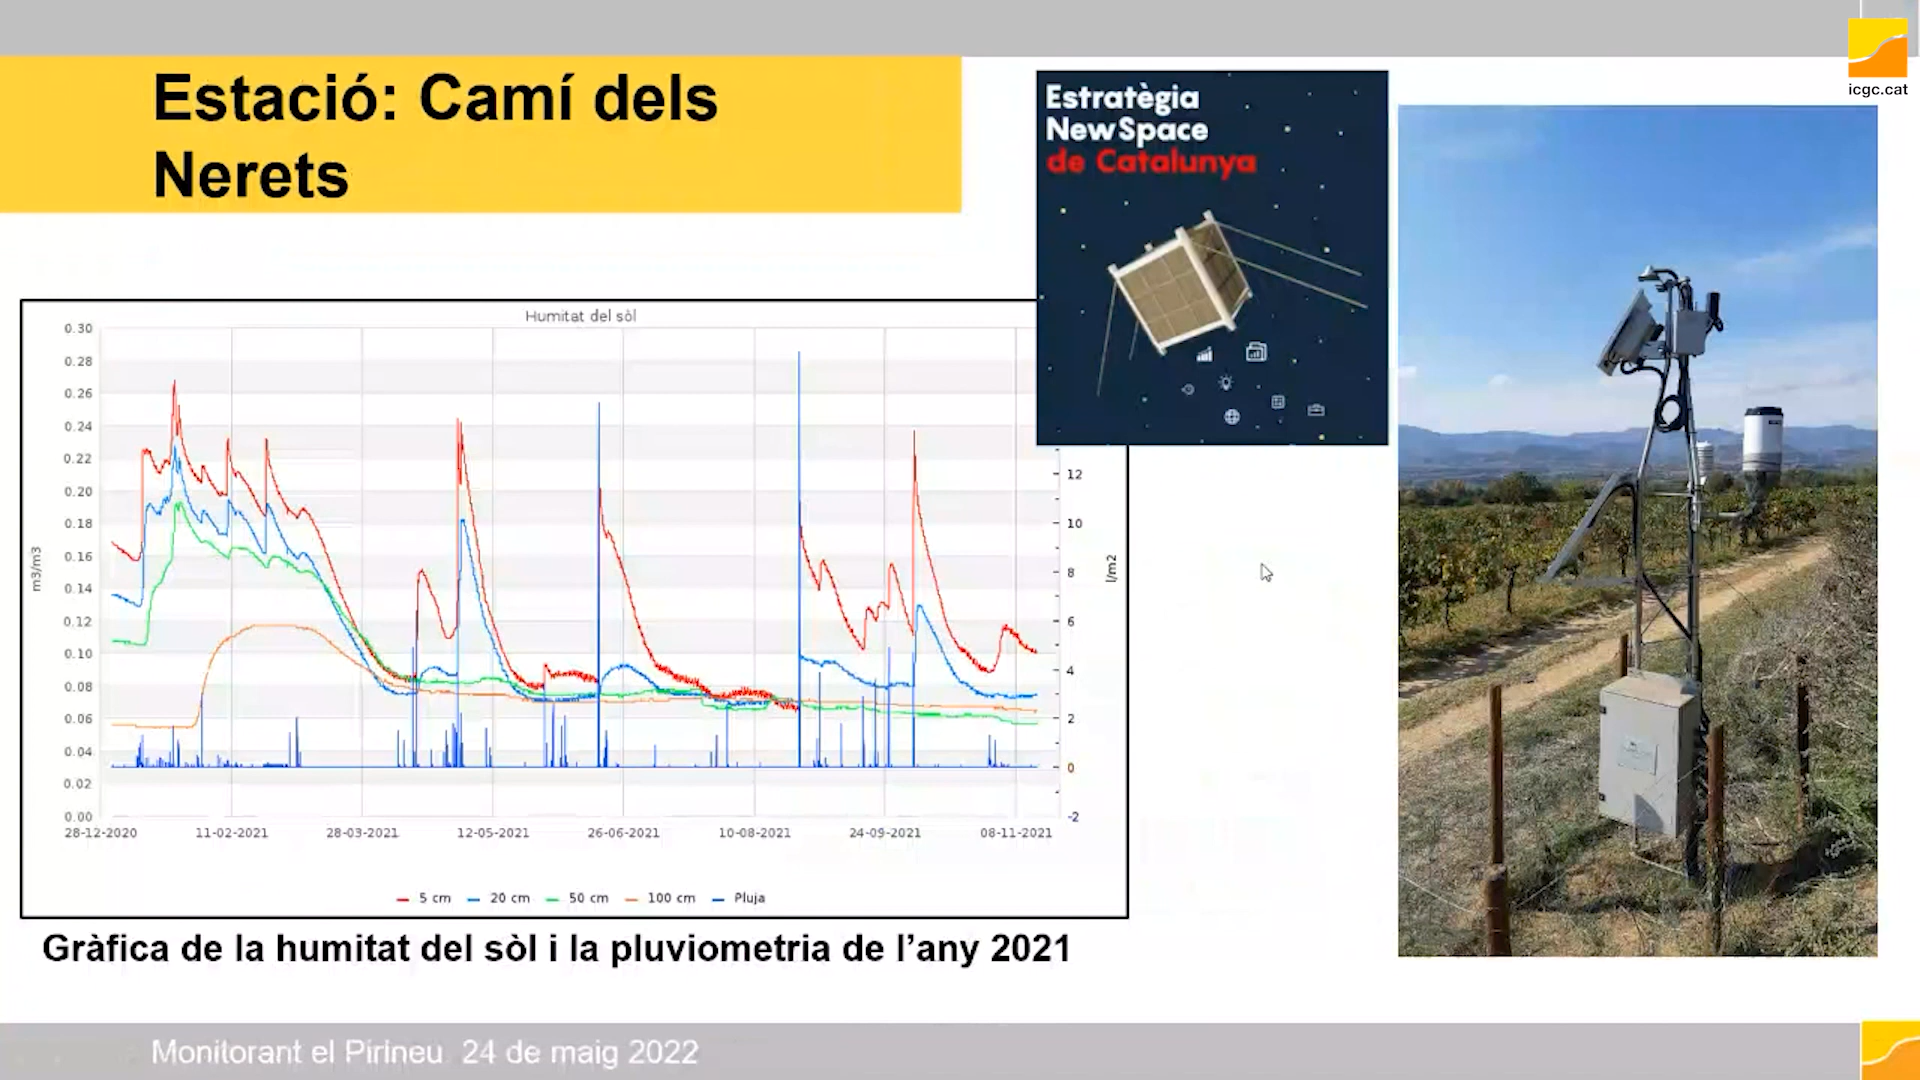 icgc.cat
Estació: Camí dels
Nerets
Estratègia
NewSpace
de Catalunya
Humitat del sòl
0.30
0.28
0.26
0.24
0.22
0.20
0.18
0.16
0.14
0.12
0.10
0.08
0.06
0.04
0.02
0.00
m3/m3
12
10
8
6
4
2
0
-2
l/m2
28-12-2020 11-02-2021 28-03-2021 12-05-2021 26-06-2021 10-08-2021 24-09-2021 08-11-2021
5 cm 20 cm 50 cm 100 cm Pluja
Gràfica de la humitat del sòl i la pluviometria de l’any 2021
Monitorant el Pirineu 24 de maig 2022